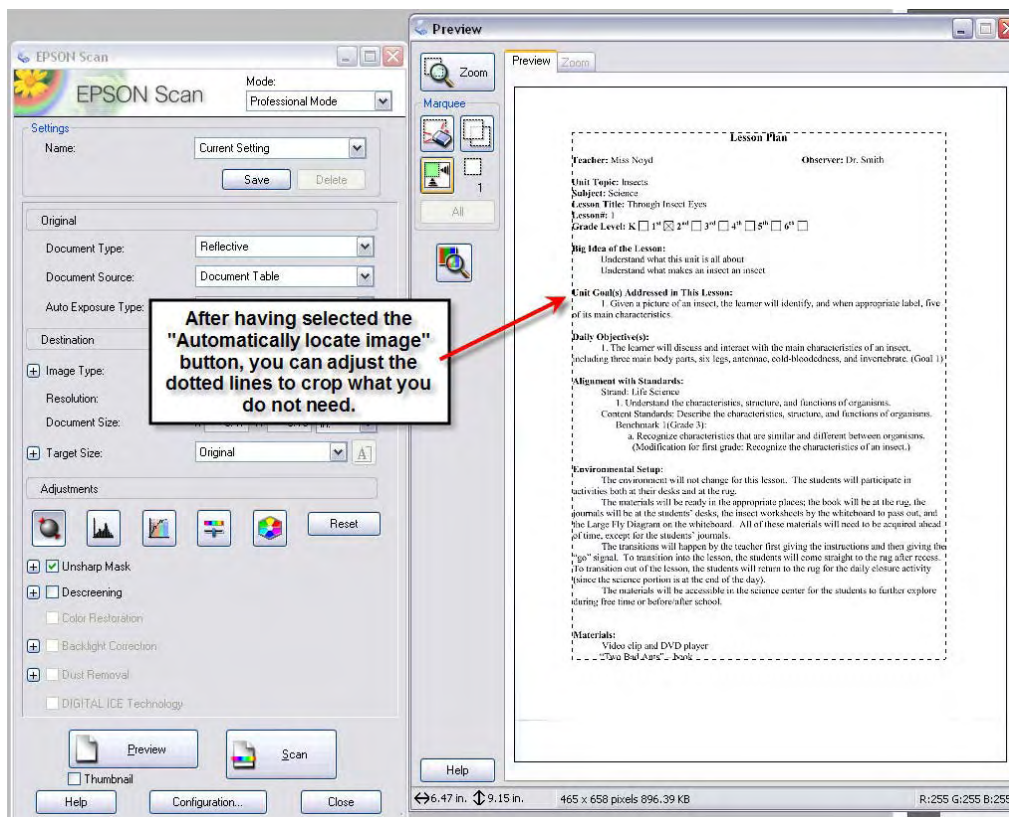 EPSON Scan
EPSON Scan
Mode:
Professional Mode
Settings
Name:
Current Setting
Save
Delete
Original
Document Type:
Reflective
Document Source:
Document Table
Auto Exposure Type:
Destination
Image Type:
Resolution:
Document Size:
in.
Target Size:
Original
A
Adjustments
Reset
Unsharp Mask
Descreening
Color Restoration
Backlight Correction
Dust Removal
DIGITAL ICE Technology
Preview
Scan
Thumbnail
Help
Configuration...
Close
After having selected the
"Automatically locate image"
button, you can adjust the
dotted lines to crop what you
do not need.
Preview
Zoom
Marquee
1
All
Help
Preview
Zoom
Lesson Plan
Teacher: Miss Noyd
Observer: Dr. Smith
Unit Topic: Insects
Subject: Science
Lesson Title: Through Insect Eyes
Lesson#: 1
Grade Level: K 1st 2nd 3rd 4th 5th 6th
Big Idea of the Lesson:
Understand what this unit is all about
Understand what makes an insect an insect
Unit Goal(s) Addressed in This Lesson:
1. Given a picture of an insect, the learner will identify, and when appropriate label, five
of its main characteristics.
Daily Objective(s):
1. The learner will discuss and interact with the main characteristics of an insect,
including three main body parts, six legs, antennae, cold-bloodedness, and invertebrate. (Goal 1)
Alignment with Standards:
Strand: Life Science
1. Understand the characteristics, structure, and functions of organisms.
Content Standards: Describe the characteristics, structure, and functions of organisms.
Benchmark 1(Grade 3):
a. Recognize characteristics that are similar and different between organisms.
(Modification for first grade: Recognize the characteristics of an insect.)
Environmental Setup:
The environment will not change for this lesson. The students will participate in
activities both at their desks and at the rug.
The materials will be ready in the appropriate places; the book will be at the rug, the
journals will be at the students' desks, the insect worksheets by the whiteboard to pass out, and
the Large Fly Diagram on the whiteboard. All of these materials will need to be acquired ahead
of time, except for the students' journals.
The transitions will happen by the teacher first giving the instructions and then giving the
"go" signal. To transition into the lesson, the students will come straight to the rug after recess.
To transition out of the lesson, the students will return to the rug for the daily closure activity
(since the science portion is at the end of the day).
The materials will be accessible in the science center for the students to further explore
during free time or before/after school.
Materials:
Video clip and DVD player
"Two Bad Ants" – book
6.47 in. 9.15 in.
465 x 658 pixels 896.39 KB
R:255 G:255 B:255